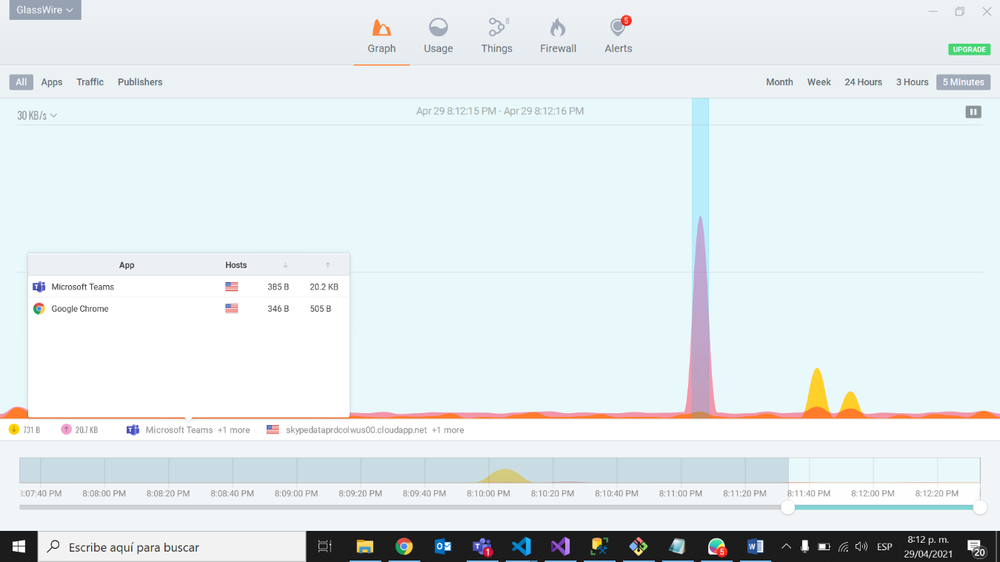 GlassWire
Graph
Usage
8
Things
Firewall
5
Alerts
UPGRADE
All Apps Traffic Publishers
Month Week 24 Hours 3 Hours 5 Minutes
30 KB/s
Apr 29 8:12:15 PM - Apr 29 8:12:16 PM
App Hosts ↓ ↑
Microsoft Teams 385 B 20.2 KB
Google Chrome 346 B 505 B
731 B 20.7 KB Microsoft Teams +1 more skypedataprdcolwus00.cloudapp.net +1 more
8:07:40 PM 8:08:00 PM 8:08:20 PM 8:08:40 PM 8:09:00 PM 8:09:20 PM 8:09:40 PM 8:10:00 PM 8:10:20 PM 8:10:40 PM 8:11:00 PM 8:11:20 PM 8:11:40 PM 8:12:00 PM 8:12:20 PM
Escribe aquí para buscar
1
5
ESP
8:12 p. m.
29/04/2021
20